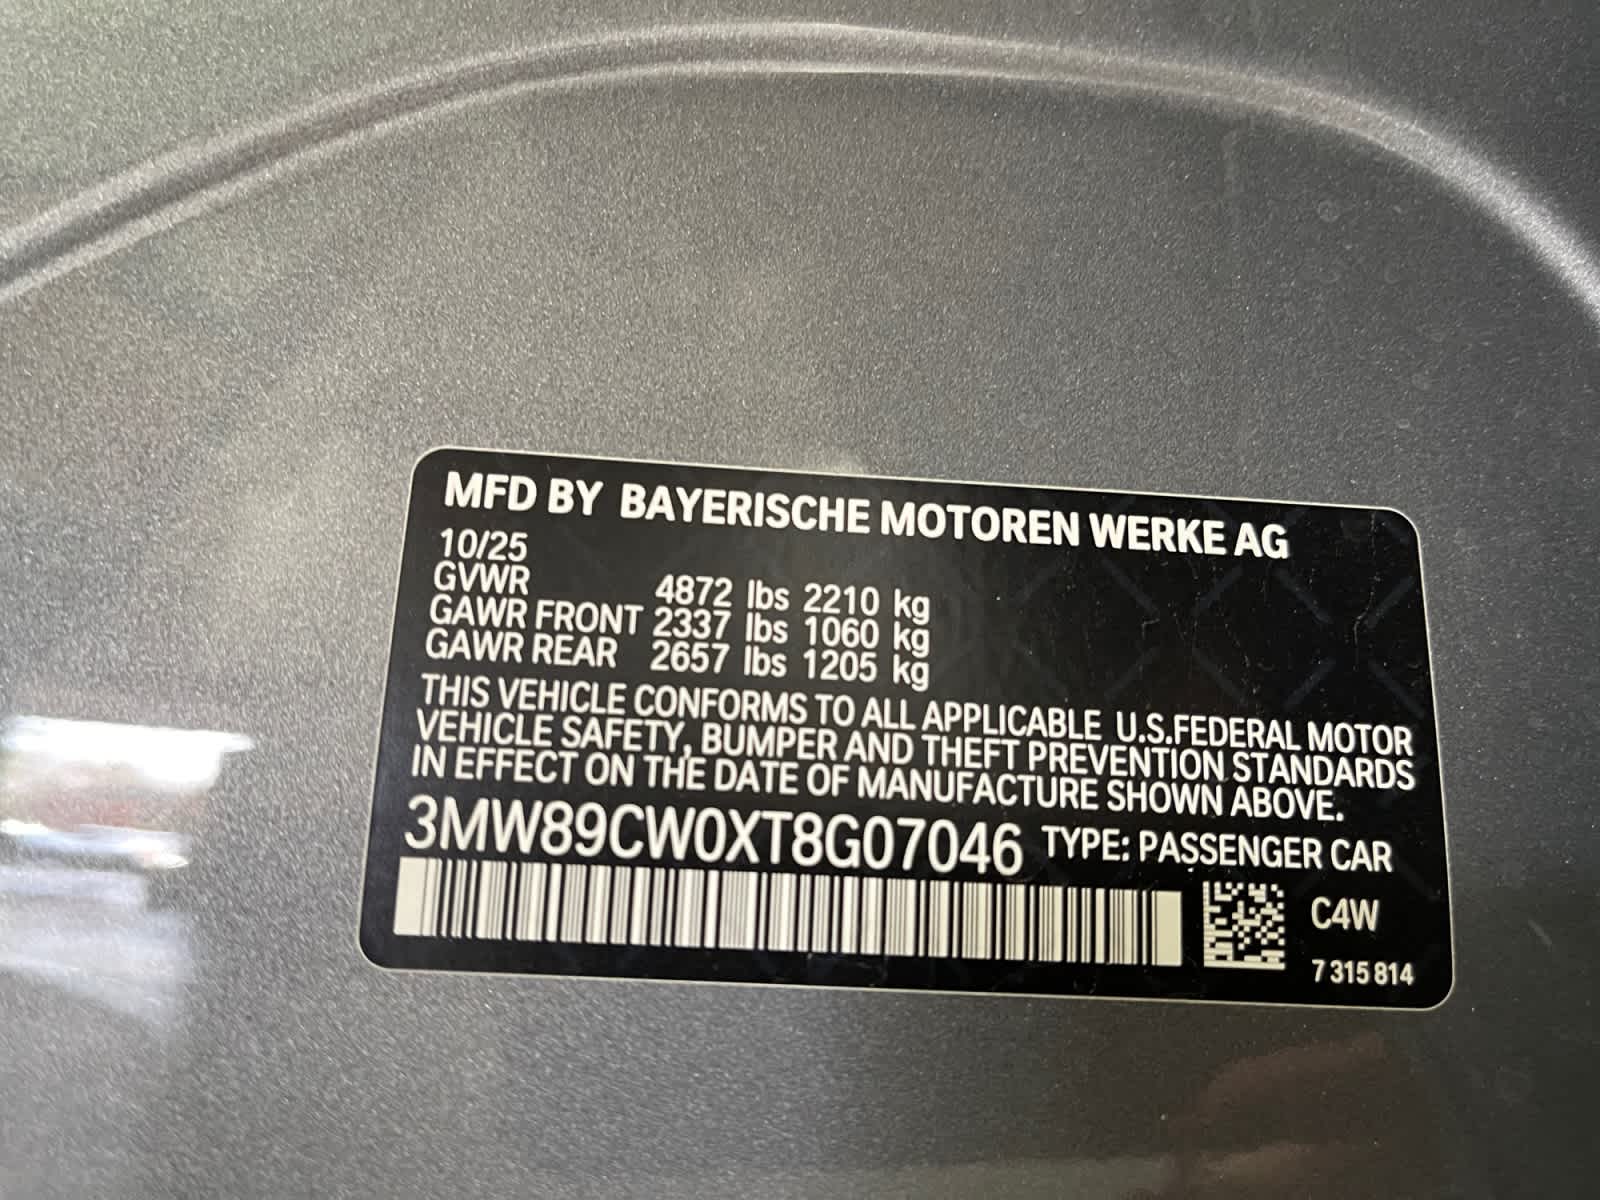 MFD BY BAYERISCHE MOTOREN WERKE AG
10/25
GVWR 4872 lbs 2210 kg
GAWR FRONT 2337 lbs 1060 kg
GAWR REAR 2657 lbs 1205 kg
THIS VEHICLE CONFORMS TO ALL APPLICABLE U.S.FEDERAL MOTOR
VEHICLE SAFETY, BUMPER AND THEFT PREVENTION STANDARDS
IN EFFECT ON THE DATE OF MANUFACTURE SHOWN ABOVE.
3MW89CW0XT8G07046 TYPE: PASSENGER CAR
C4W
7 315 814